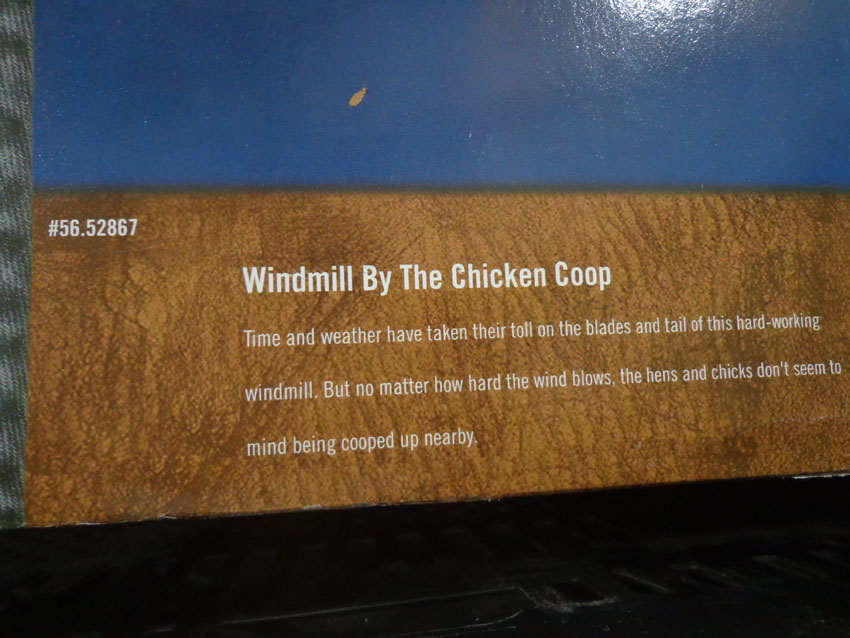 #56.52867
Windmill By The Chicken Coop
Time and weather have taken their toll on the blades and tail of this hard-working
windmill. But no matter how hard the wind blows, the hens and chicks don't seem to
mind being cooped up nearby.